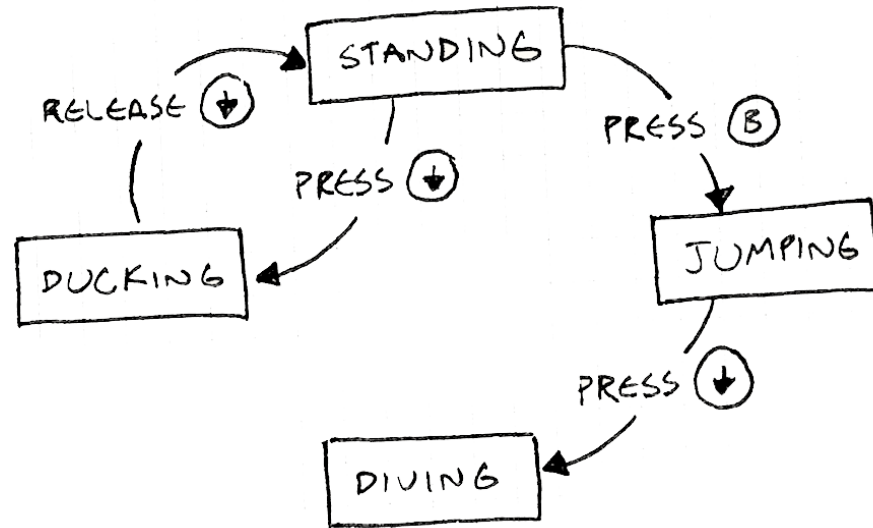 STANDING
RELEASE ↓
PRESS B
PRESS ↓
DUCKING
JUMPING
PRESS ↓
DIVING